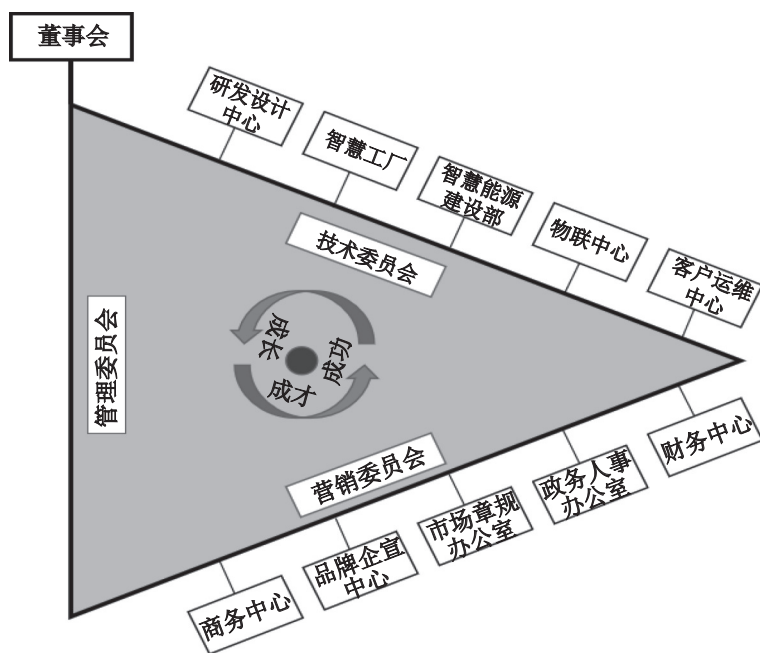 董事会
研发设计
中心
智慧工厂
智慧能源
建设部
物联中心
客户运维
中心
技术委员会
管理委员会
成长
成功
成才
营销委员会
商务中心
品牌企宣
中心
市场章规
办公室
政务人事
办公室
财务中心